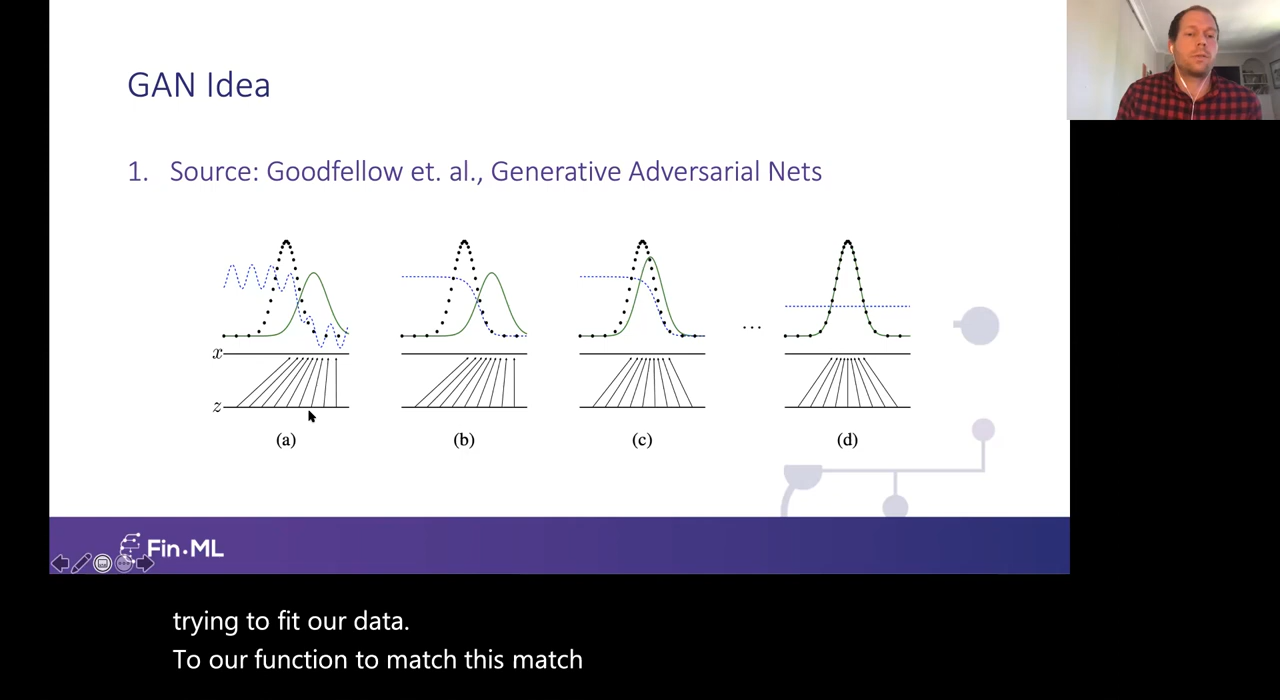 GAN Idea
1. Source: Goodfellow et. al., Generative Adversarial Nets
x
...
z
(a) (b) (c) (d)
Fin·ML
trying to fit our data.
To our function to match this match